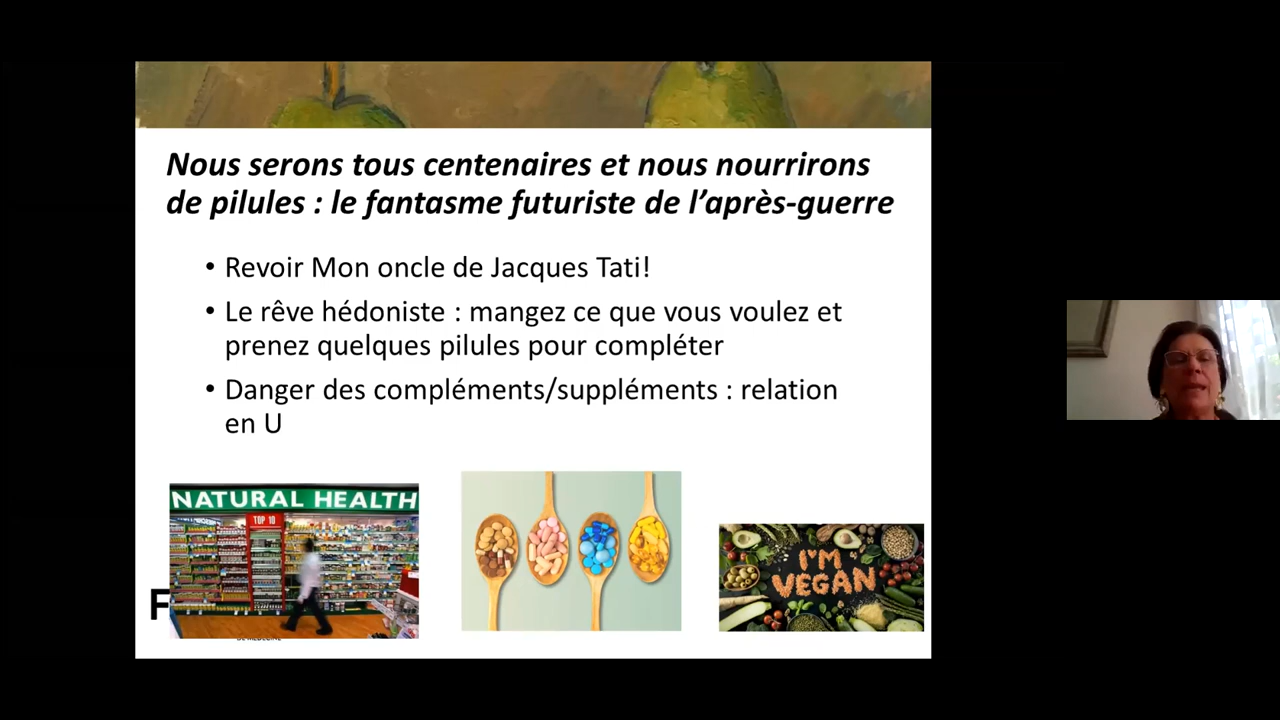 Nous serons tous centenaires et nous nourrirons
de pilules : le fantasme futuriste de l’après-guerre
• Revoir Mon oncle de Jacques Tati!
• Le rêve hédoniste : mangez ce que vous voulez et
prenez quelques pilules pour compléter
• Danger des compléments/suppléments : relation
en U
NATURAL HEALTH
TOP 10
I'M
VEGAN
F
DE MÉDECINE